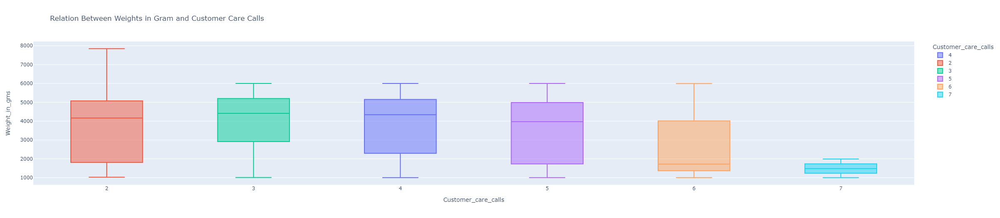 Relation Between Weights in Gram and Customer Care Calls
8000
7000
6000
5000
4000
3000
2000
1000
Weight_in_gms
2 3 4 5 6 7
Customer_care_calls
Customer_care_calls
4
2
3
5
6
7